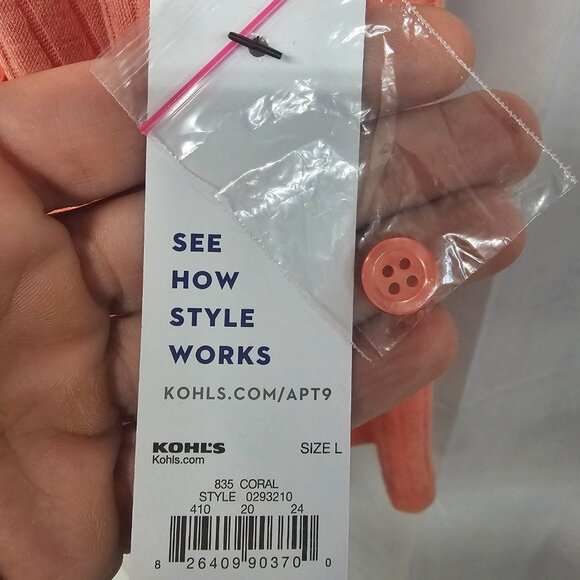 SEE
HOW
STYLE
WORKS
KOHLS.COM/APT9
KOHL'S SIZE L
Kohls.com
835 CORAL
STYLE 0293210
410 20 24
8 26409 90370 0